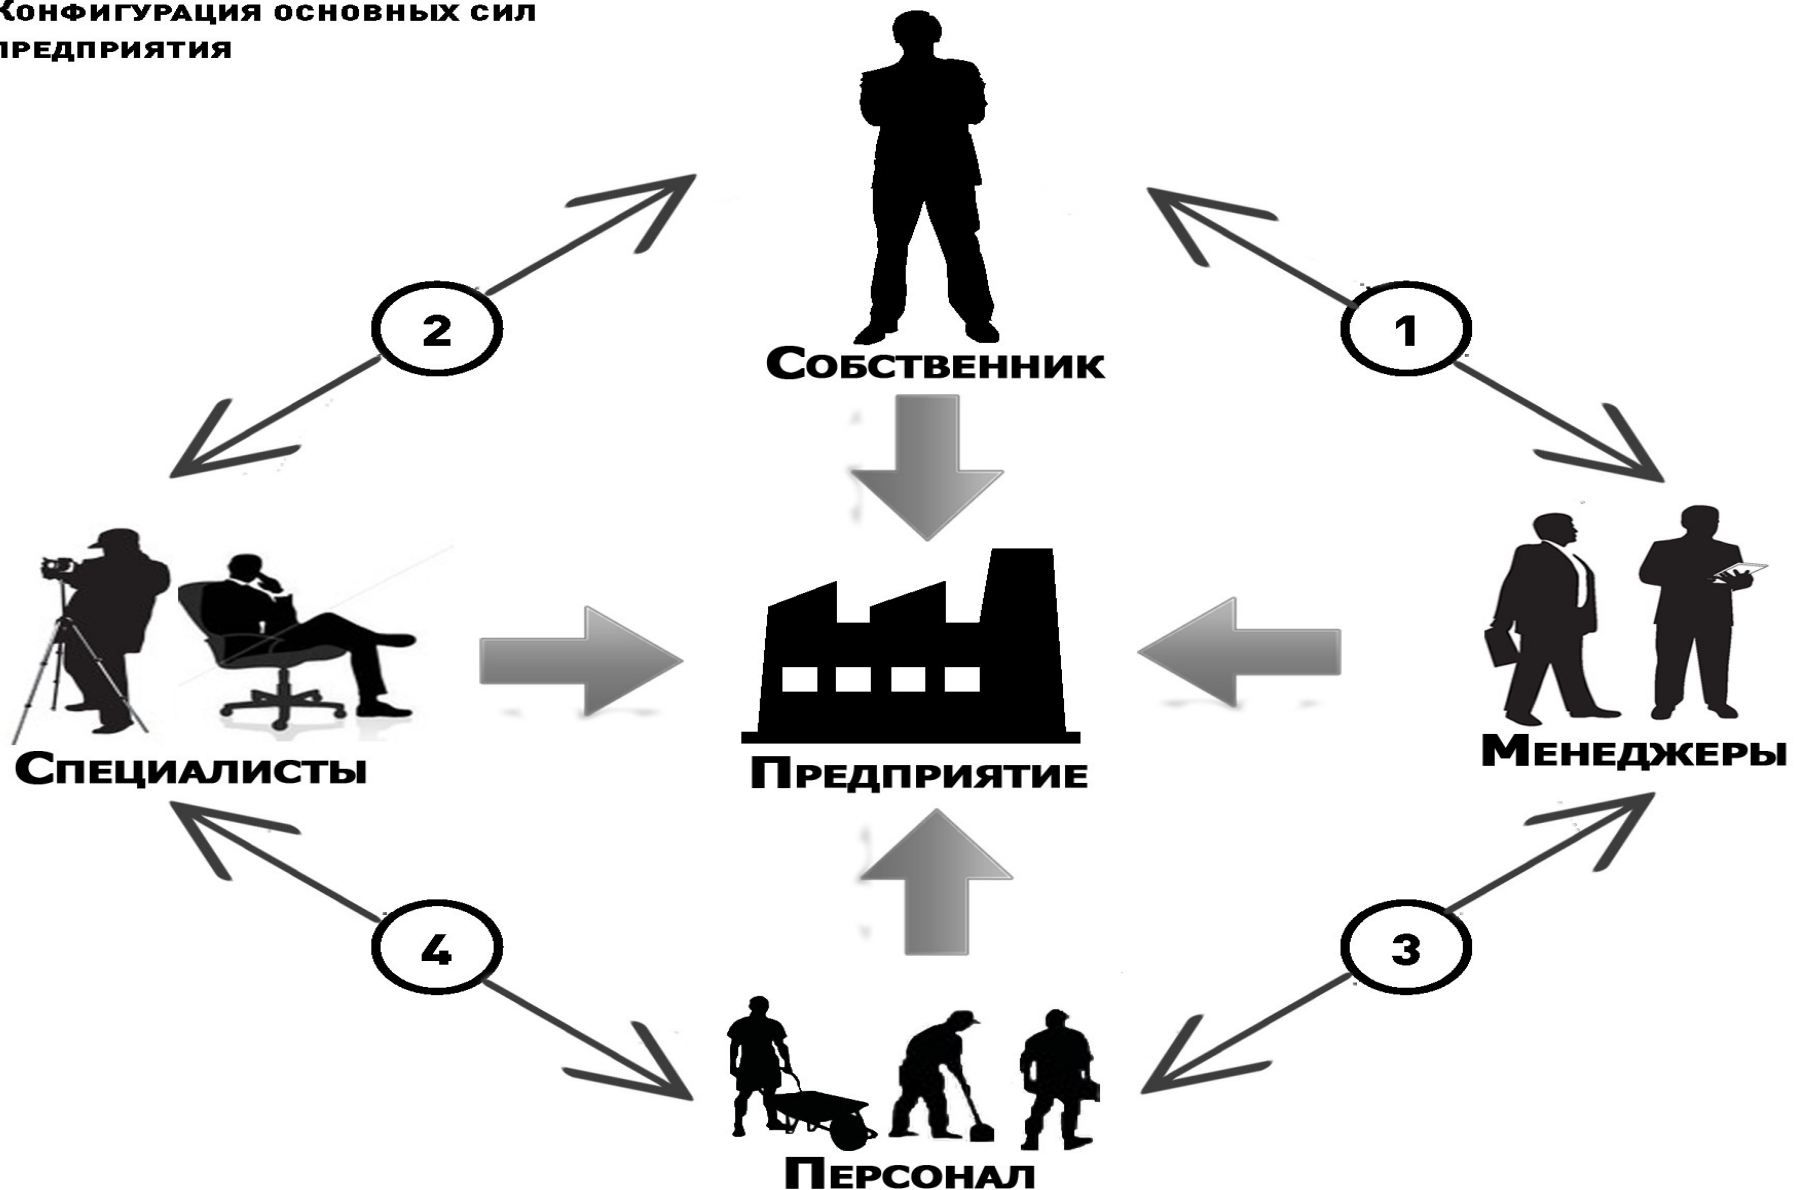 Конфигурация основных сил
предприятия
Собственник
2
1
Специалисты
Предприятие
Менеджеры
4
3
Персонал